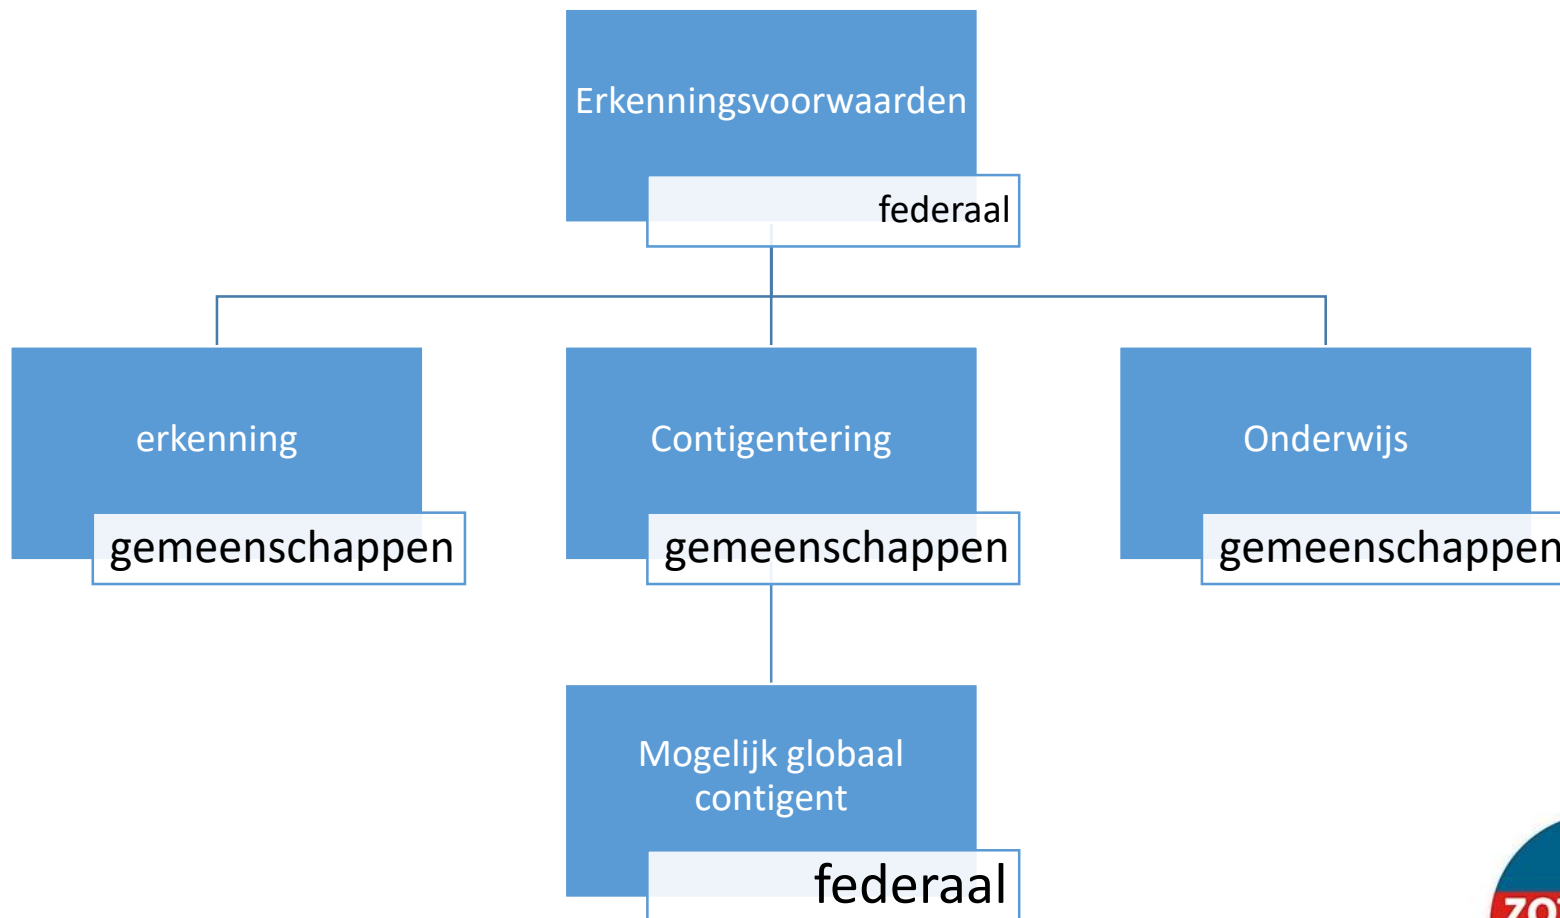 Erkenningsvoorwaarden
federaal
erkenning
gemeenschappen
Contigentering
gemeenschappen
Onderwijs
gemeenschappen
Mogelijk globaal
contigent
federaal